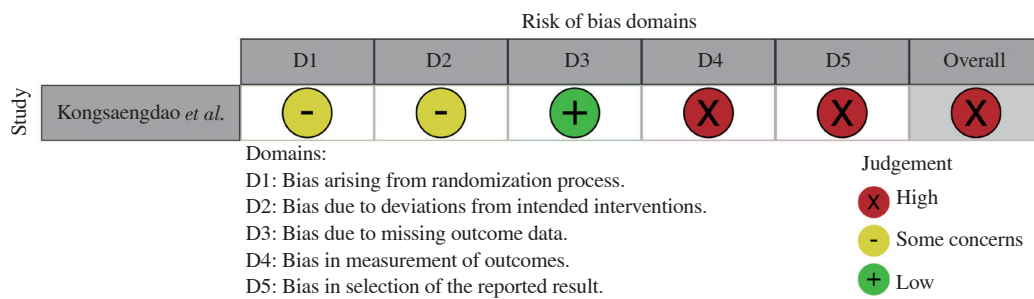 Risk of bias domains
D1 D2 D3 D4 D5 Overall
Study
Kongsaengdao et al. - - + X X X
Domains:
D1: Bias arising from randomization process.
D2: Bias due to deviations from intended interventions.
D3: Bias due to missing outcome data.
D4: Bias in measurement of outcomes.
D5: Bias in selection of the reported result.
Judgement
X High
- Some concerns
+ Low